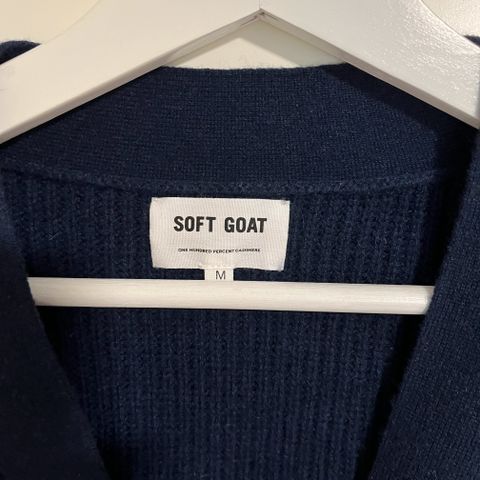 SOFT GOAT
ONE HUNDRED PERCENT CASHMERE
M